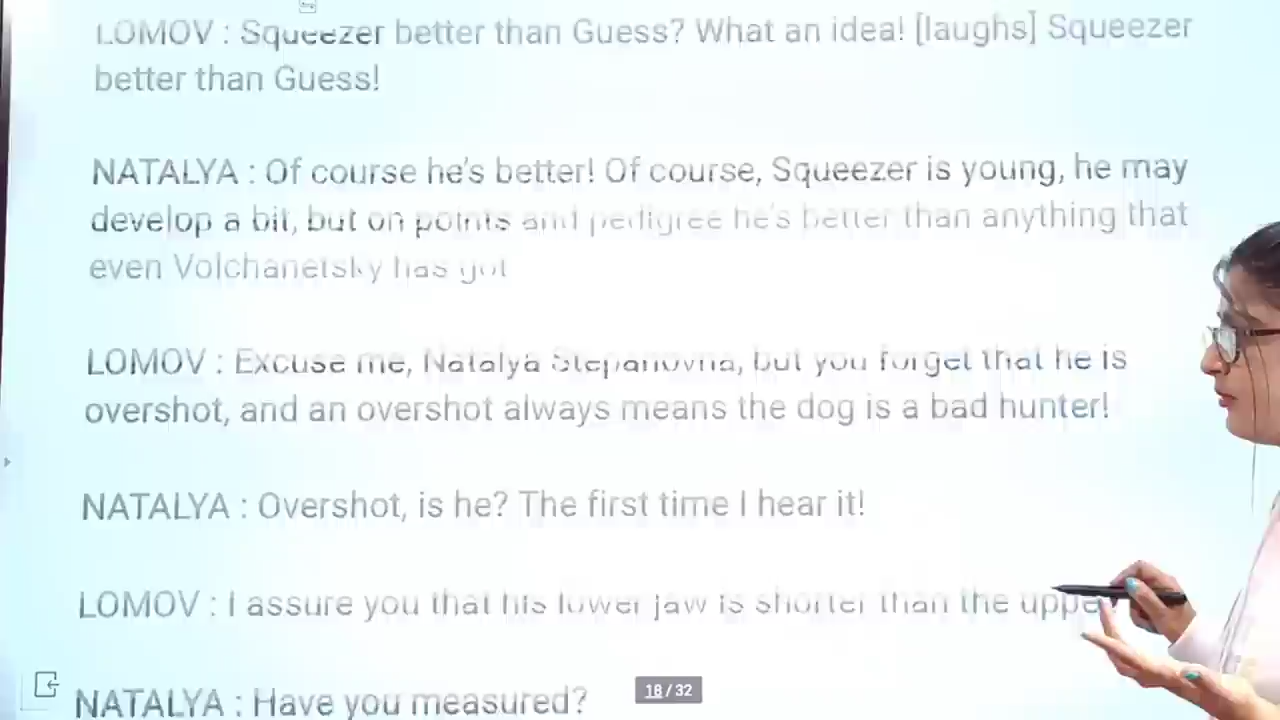 LOMOV : Squeezer better than Guess? What an idea! [laughs] Squeezer
better than Guess!
NATALYA : Of course he's better! Of course, Squeezer is young, he may
develop a bit, but on points and pedigree he's better than anything that
even Volchanetsky has got
LOMOV : Excuse me, Natalya Stepanovna, but you forget that he is
overshot, and an overshot always means the dog is a bad hunter!
NATALYA : Overshot, is he? The first time I hear it!
LOMOV : I assure you that his lower jaw is shorter than the upper
NATALYA : Have you measured?
18 / 32